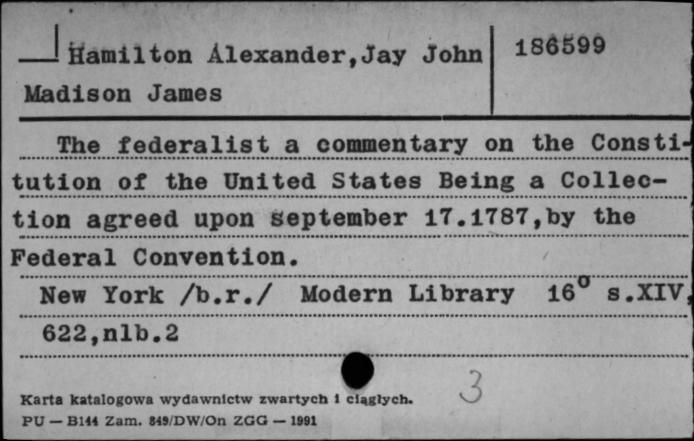 Hamilton Alexander,Jay John 186599
Madison James
The federalist a commentary on the Consti-
tution of the United States Being a Collec-
tion agreed upon September 17.1787,by the
Federal Convention.
New York /b.r./ Modern Library 16° s.XIV,
622,nlb.2
3
Karta katalogowa wydawnictw zwartych i ciągłych.
PU — B144 Zam. 849/DW/On ZGG — 1991